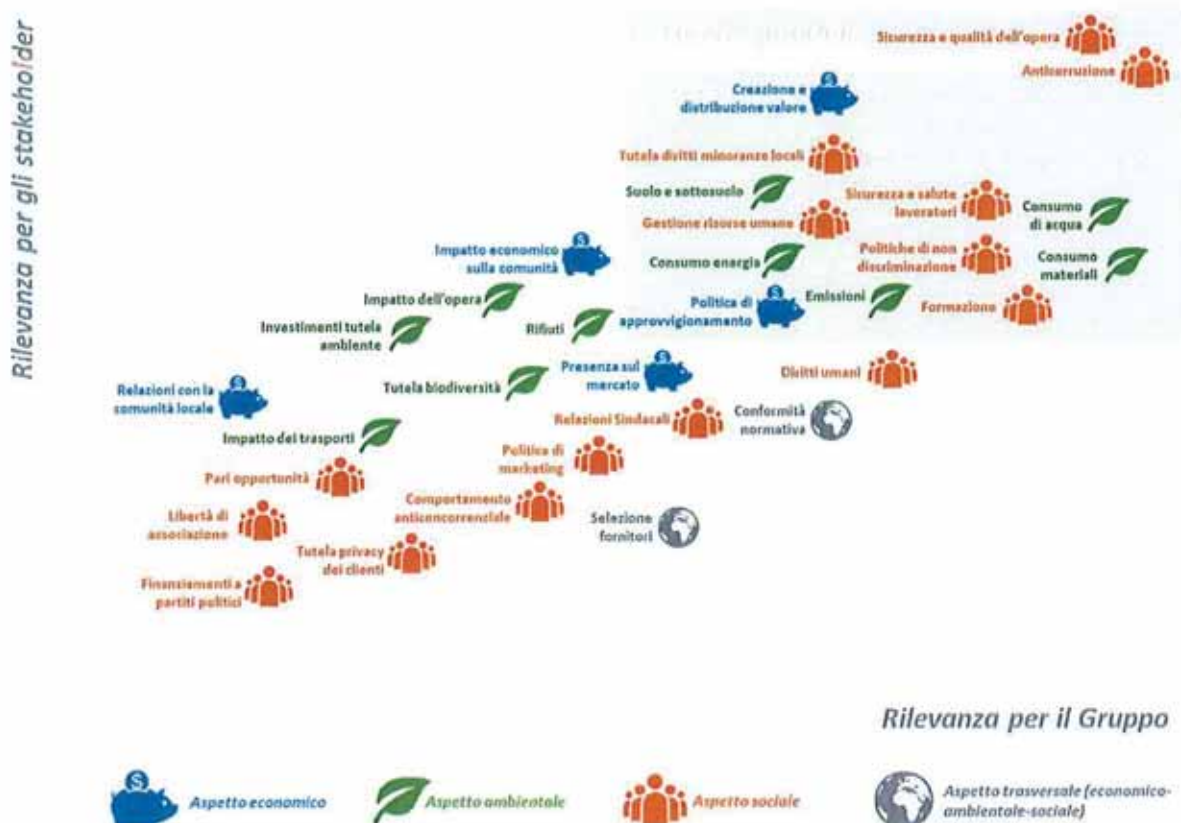 Rilevanza per gli stakeholder
Sicurezza e qualità dell'opera
Anticorruzione
Creazione e
distribuzione valore
Tutela diritti minoranze locali
Suolo e sottosuolo
Sicurezza e salute
lavoratori
Consumo
di acqua
Gestione risorse umane
Impatto economico
sulla comunità
Consumo energia
Politiche di non
discriminazione
Consumo
materiali
Impatto dell'opera
Politica di
approvvigionamento
Emissioni
Formazione
Investimenti tutela
ambiente
Rifiuti
Presenza sul
mercato
Diritti umani
Relazioni con la
comunità locale
Tutela biodiversità
Relazioni Sindacali
Conformità
normativa
Impatto dei trasporti
Politica di
marketing
Pari opportunità
Comportamento
anticoncorrenziale
Libertà di
associazione
Selezione
fornitori
Tutela privacy
dei clienti
Finanziamenti a
partiti politici
Rilevanza per il Gruppo
Aspetto economico
Aspetto ambientale
Aspetto sociale
Aspetto trasversale (economico-
ambientale-sociale)